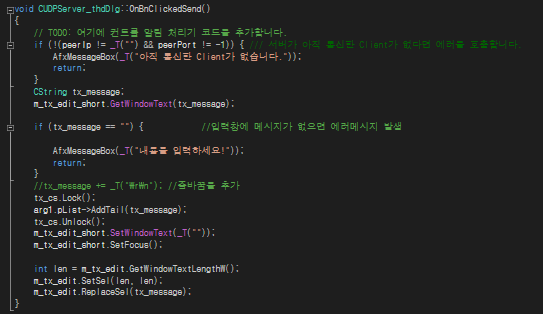 void CUDPServer_thdDlg::OnBnClickedSend()
{
// TODO: 여기에 컨트롤 알림 처리기 코드를 추가합니다.
if (!(peerIp != _T("") && peerPort != -1)) { /// 서버가 아직 통신한 Client가 없다면 에러를 호출합니다.
AfxMessageBox(_T("아직 통신한 Client가 없습니다."));
return;
}
CString tx_message;
m_tx_edit_short.GetWindowText(tx_message);
if (tx_message == "") { //입력창에 메시지가 없으면 에러메시지 발생
AfxMessageBox(_T("내용을 입력하세요!"));
return;
}
//tx_message += _T("\r\n"); //줄바꿈을 추가
tx_cs.Lock();
arg1.pList->AddTail(tx_message);
tx_cs.Unlock();
m_tx_edit_short.SetWindowText(_T(""));
m_tx_edit_short.SetFocus();
int len = m_tx_edit.GetWindowTextLengthW();
m_tx_edit.SetSel(len, len);
m_tx_edit.ReplaceSel(tx_message);
}